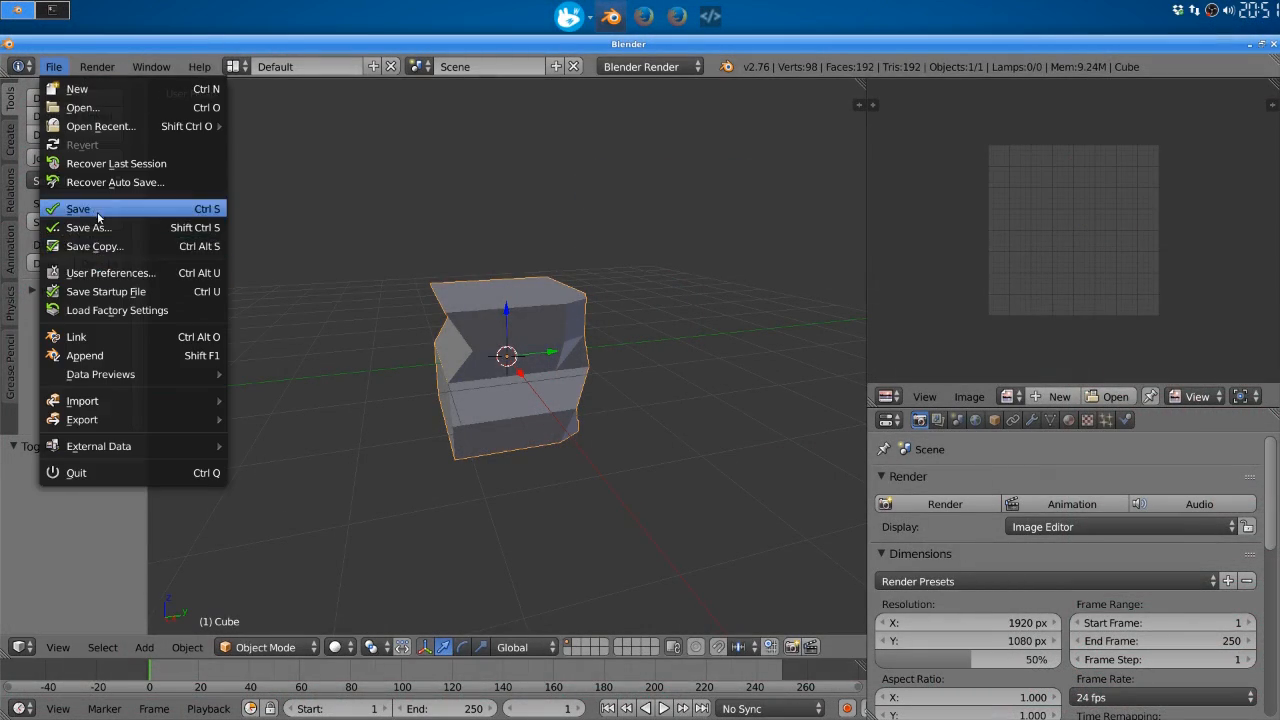 20:51
Blender
File Render Window Help Default Scene Blender Render v2.76 | Verts:98 | Faces:192 | Tris:192 | Objects:1/1 | Lamps:0/0 | Mem:9.24M | Cube
New Ctrl N
Open... Ctrl O
Open Recent... Shift Ctrl O
Revert
Recover Last Session
Recover Auto Save...
Save Ctrl S
Save As... Shift Ctrl S
Save Copy... Ctrl Alt S
User Preferences... Ctrl Alt U
Save Startup File Ctrl U
Load Factory Settings
Link Ctrl Alt O
Append Shift F1
Data Previews
Import
Export
External Data
Quit Ctrl Q
Tools
Create
Relations
Animation
Physics
Grease Pencil
(1) Cube
View Select Add Object Object Mode Global
-40 -20 0 20 40 60 80 100 120 140 160 180 200 220 240 260
View Marker Frame Playback Start: 1 End: 250 1 No Sync
View Image New Open View
Scene
Render
Render Animation Audio
Display: Image Editor
Dimensions
Render Presets
Resolution: Frame Range:
X: 1920 px Start Frame: 1
Y: 1080 px End Frame: 250
50% Frame Step: 1
Aspect Ratio: Frame Rate:
X: 1.000 24 fps
Y: 1.000 Time Remapping: